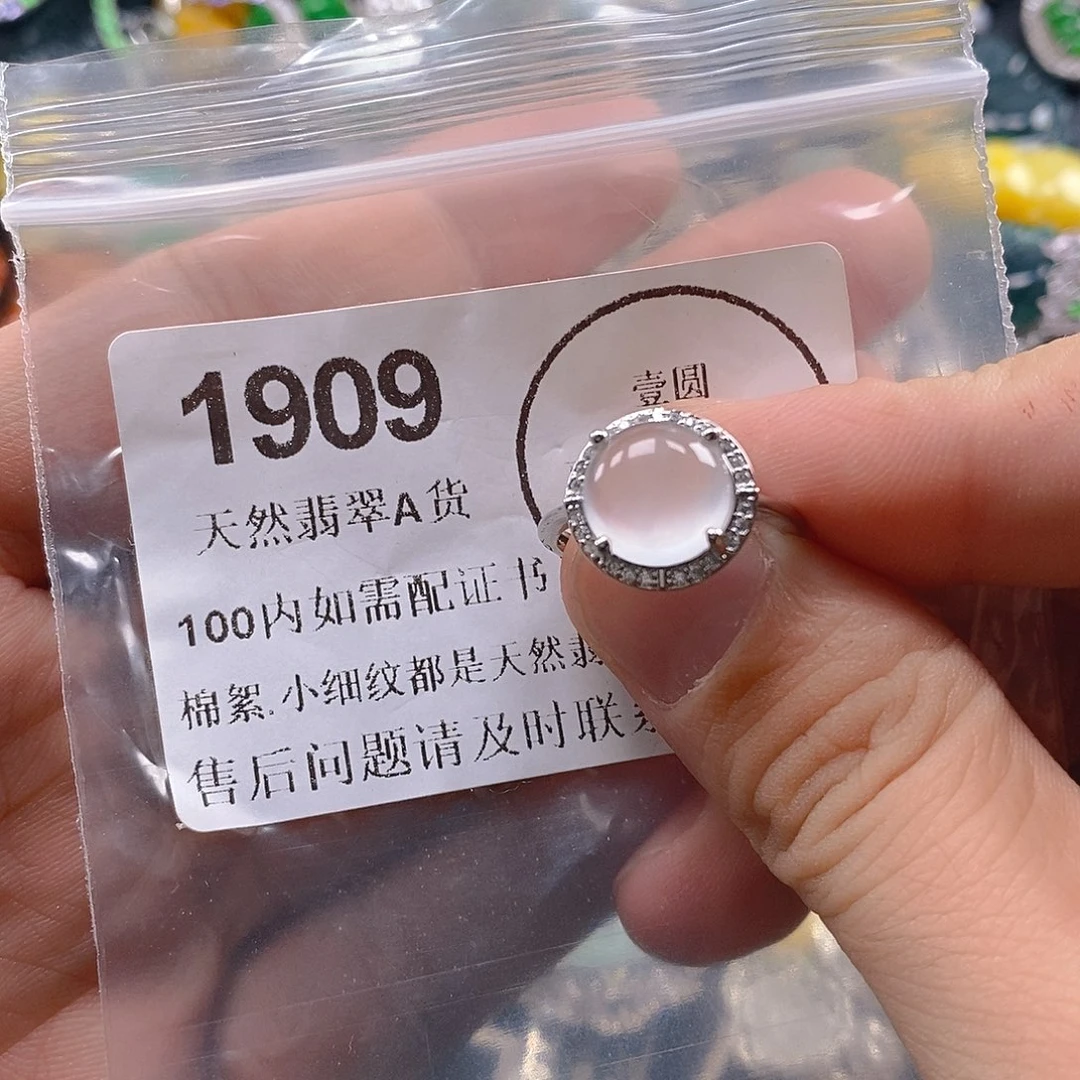 1909
壹圆
天然翡翠A货
100内如需配证书
棉絮.小细纹都是天然翡
售后问题请及时联